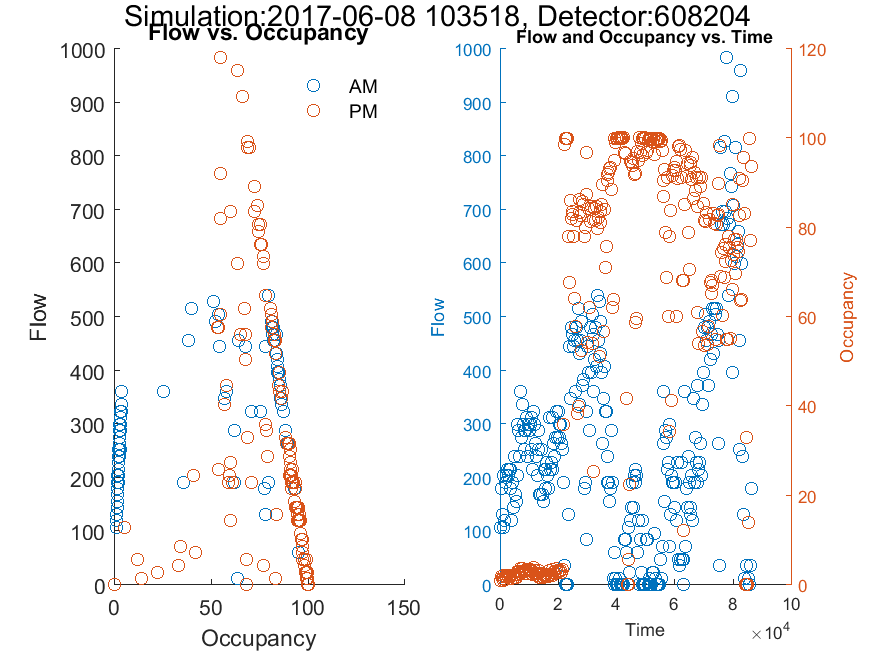 Simulation:2017-06-08 103518, Detector:608204
Flow vs. Occupancy
1000
900
800
700
600
500
400
300
200
100
0
0 50 100 150
Flow
Occupancy
AM
PM
Flow and Occupancy vs. Time
1000
900
800
700
600
500
400
300
200
100
0
Flow
120
100
80
60
40
20
0
Occupancy
0 2 4 6 8 10
Time
×10^4